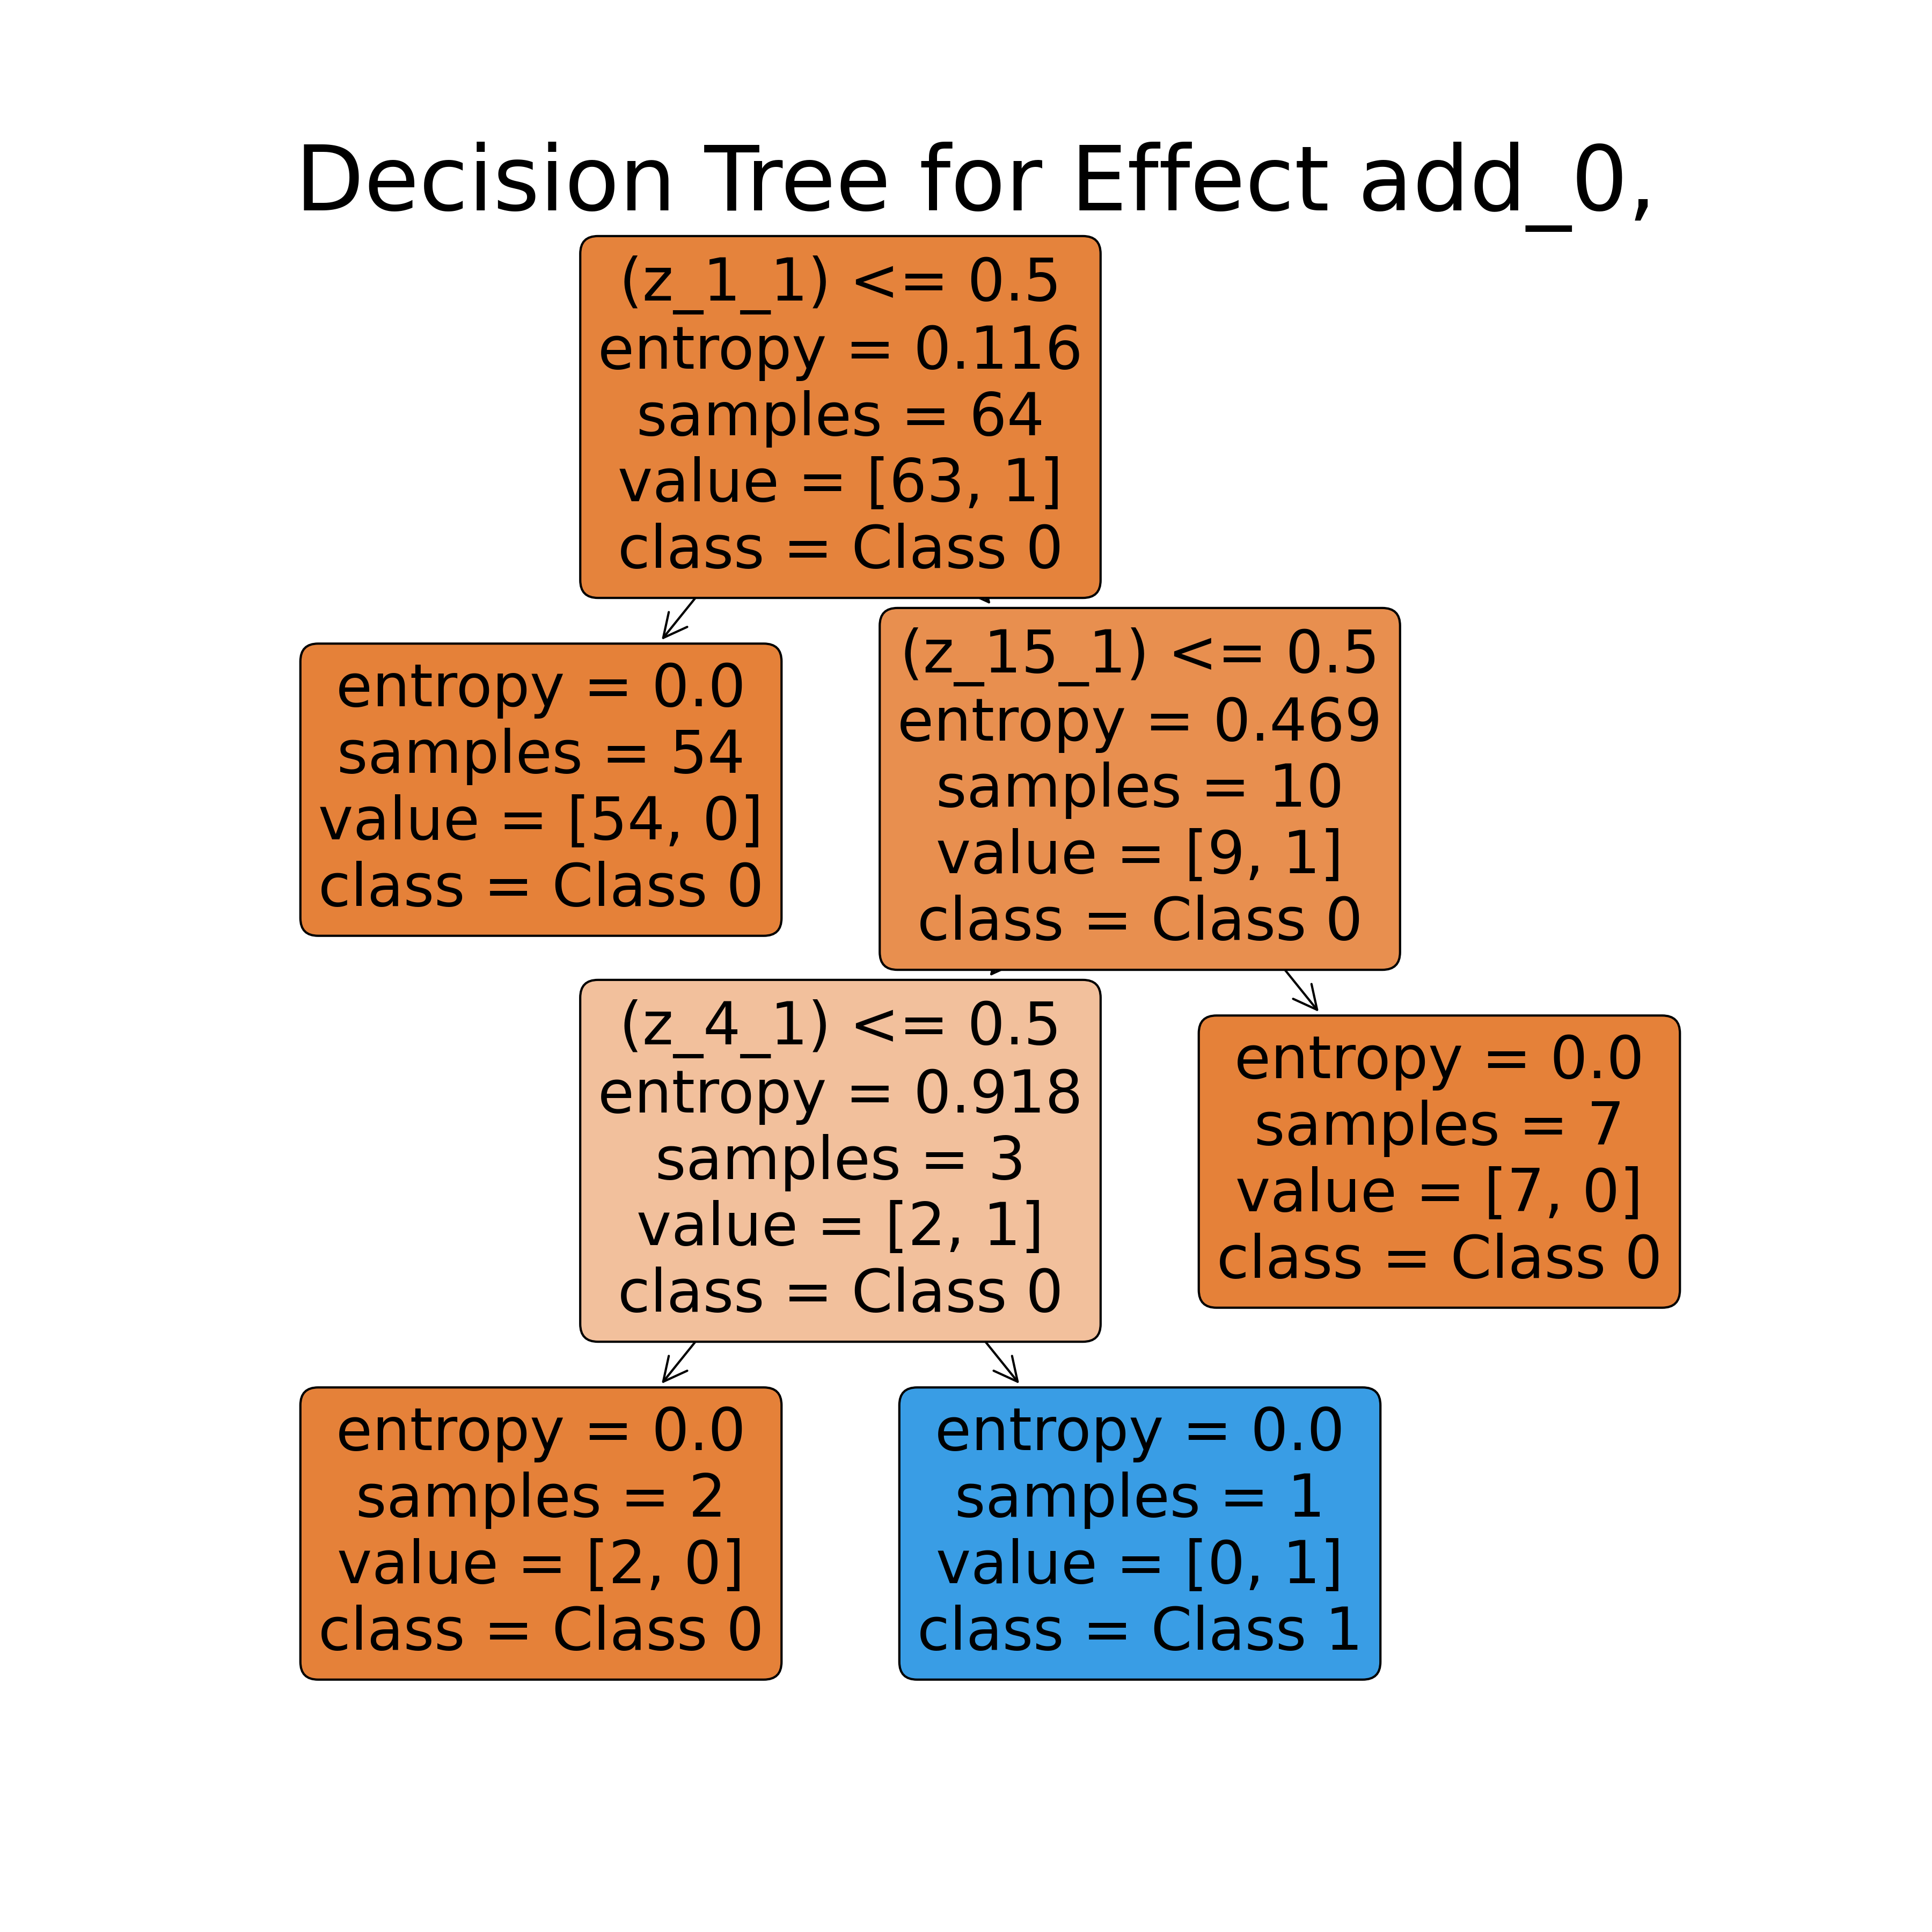 Decision Tree for Effect add_0,
(z_1_1) <= 0.5
entropy = 0.116
samples = 64
value = [63, 1]
class = Class 0
entropy = 0.0
samples = 54
value = [54, 0]
class = Class 0
(z_15_1) <= 0.5
entropy = 0.469
samples = 10
value = [9, 1]
class = Class 0
(z_4_1) <= 0.5
entropy = 0.918
samples = 3
value = [2, 1]
class = Class 0
entropy = 0.0
samples = 7
value = [7, 0]
class = Class 0
entropy = 0.0
samples = 2
value = [2, 0]
class = Class 0
entropy = 0.0
samples = 1
value = [0, 1]
class = Class 1